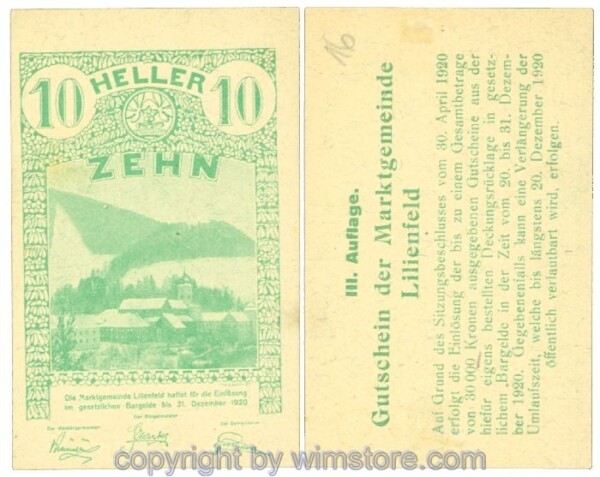 10 HELLER 10
ZEHN
Die Marktgemeinde Lilienfeld haftet für die Einlösung
im gesetzlichen Bargelde bis 31. Dezember 1920
Der Bürgermeister
16
III. Auflage.
Gutschein der Marktgemeinde
Lilienfeld
Auf Grund des Sitzungsbeschlusses vom 30. April 1920
erfolgt die Einlösung der bis zu einem Gesamtbetrage
von 30 000 Kronen ausgegebenen Gutscheine aus der
hiefür eigens bestellten Deckungsrücklage in gesetz-
lichem Bargelde in der Zeit vom 20. bis 31. Dezem-
ber 1920. Gegebenenfalls kann eine Verlängerung der
Umlaufszeit, welche bis längstens 20. Dezember 1920
öffentlich verlautbart wird, erfolgen.
copyright by wimstore.com